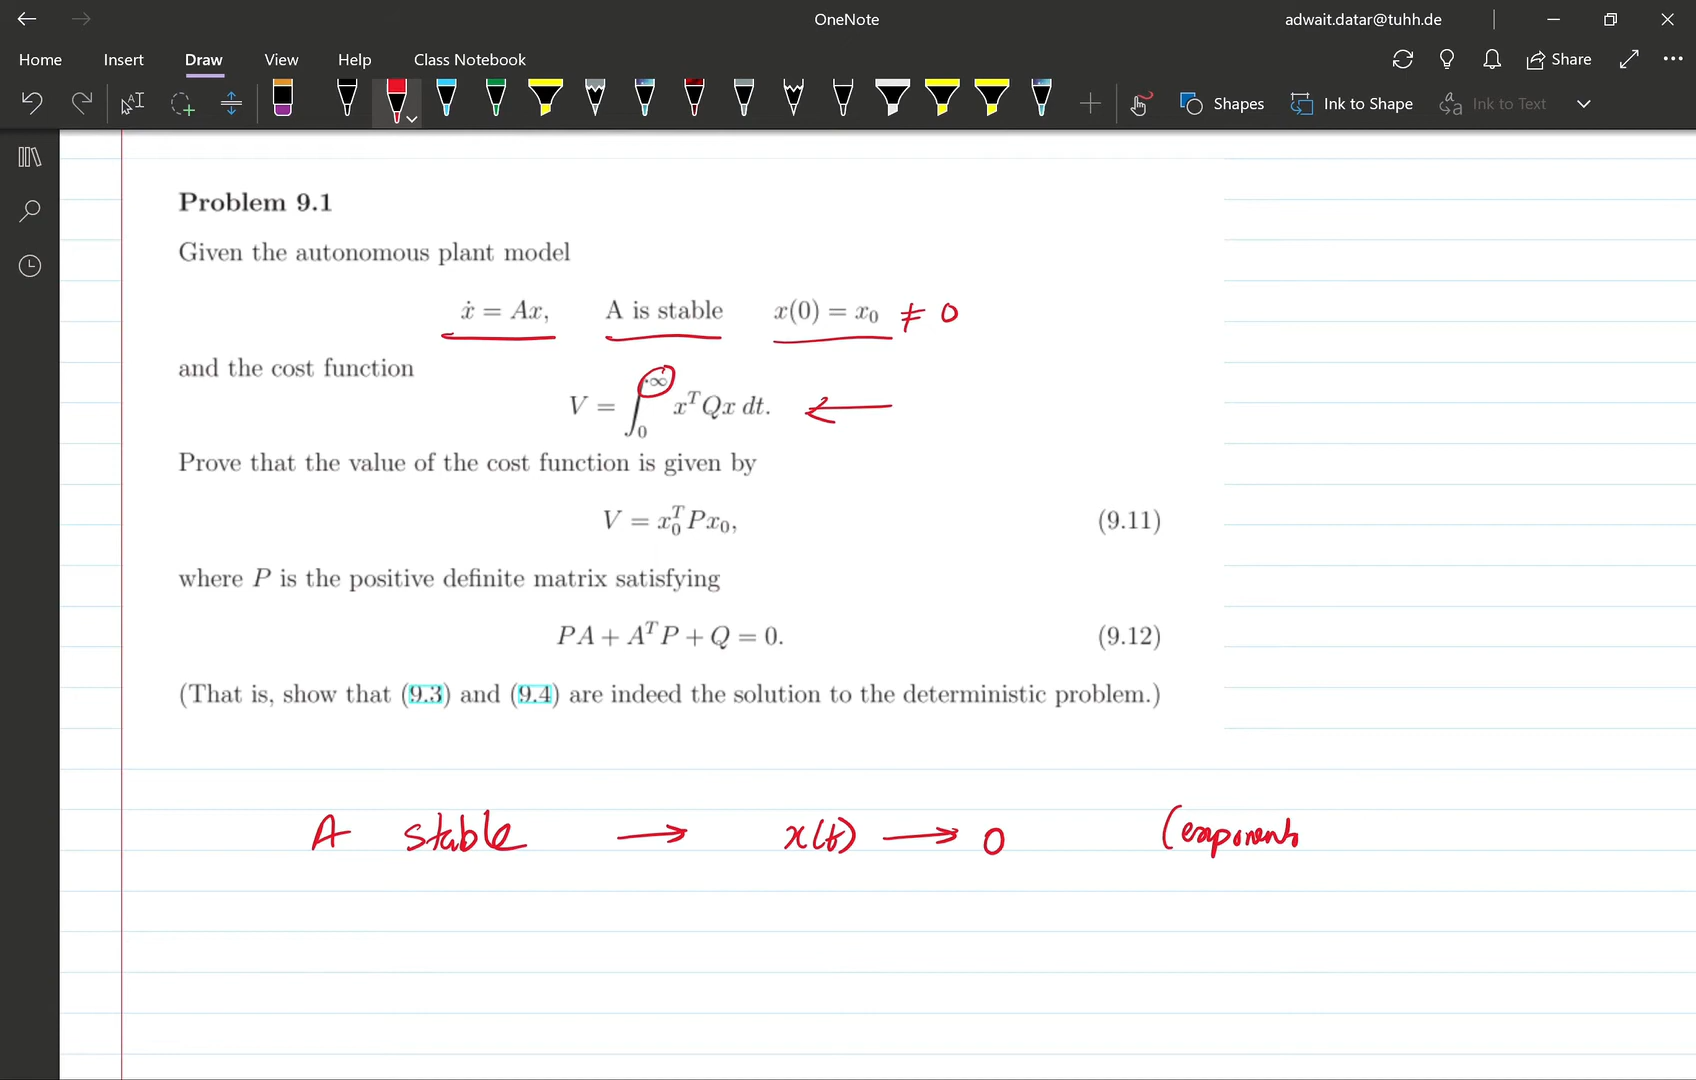 OneNote
adwait.datar@tuhh.de
Home Insert Draw View Help Class Notebook
Share
Shapes Ink to Shape Ink to Text
Problem 9.1
Given the autonomous plant model
ẋ = Ax, A is stable x(0) = x₀ ≠ 0
and the cost function
V = ∫₀^∞ xᵀQx dt. ←
Prove that the value of the cost function is given by
V = x₀ᵀPx₀, (9.11)
where P is the positive definite matrix satisfying
PA + AᵀP + Q = 0. (9.12)
(That is, show that (9.3) and (9.4) are indeed the solution to the deterministic problem.)
A stable → x(t) → 0 (exponents